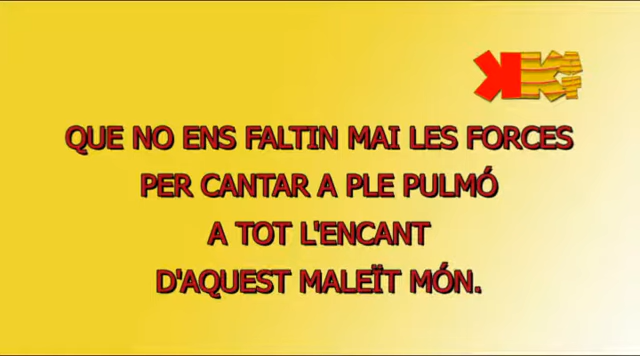 QUE NO ENS FALTIN MAI LES FORCES
PER CANTAR A PLE PULMÓ
A TOT L'ENCANT
D'AQUEST MALEÏT MÓN.